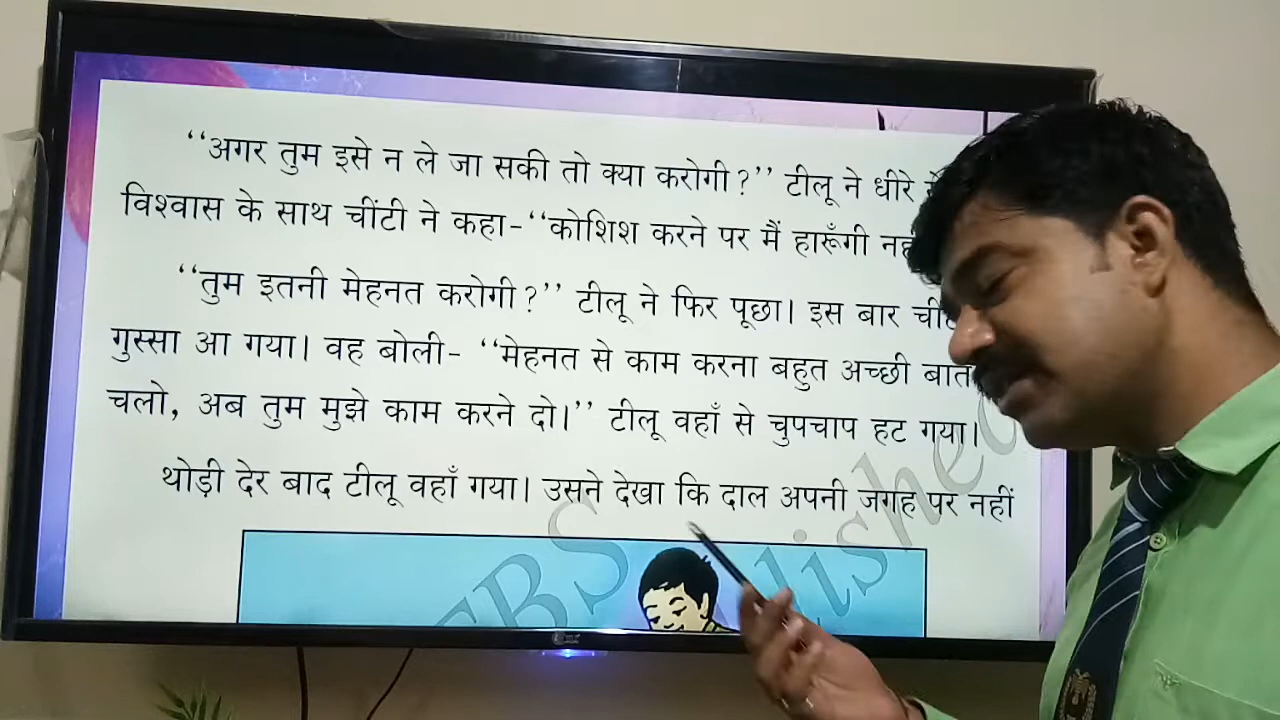 ‘‘अगर तुम इसे न ले जा सकी तो क्या करोगी?’’ टीलू ने धीरे
विश्वास के साथ चींटी ने कहा-‘‘कोशिश करने पर मैं हारूँगी
‘‘तुम इतनी मेहनत करोगी?’’ टीलू ने फिर पूछा। इस बार
गुस्सा आ गया। वह बोली- ‘‘मेहनत से काम करना बहुत अच्छी बात
चलो, अब तुम मुझे काम करने दो।’’ टीलू वहाँ से चुपचाप हट गया।
थोड़ी देर बाद टीलू वहाँ गया। उसने देखा कि दाल अपनी जगह पर नहीं